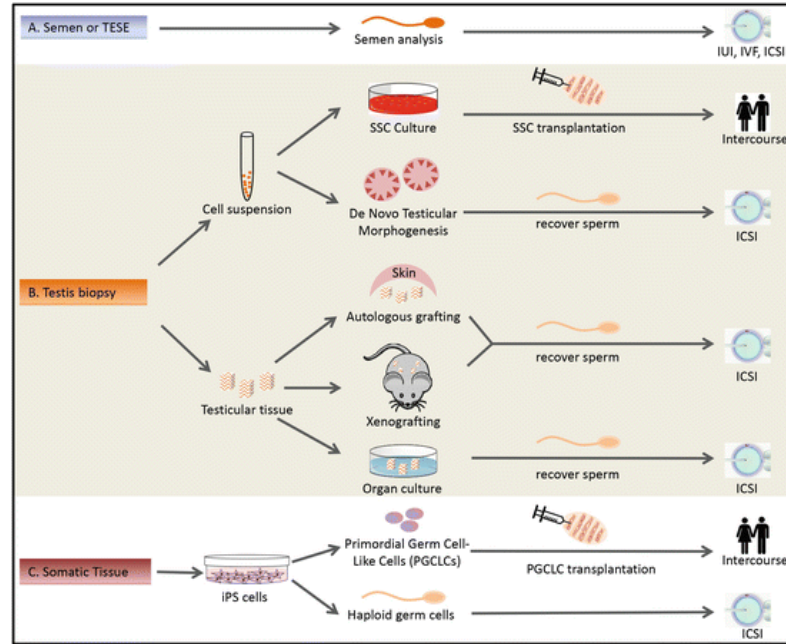 A. Semen or TESE
Semen analysis
IUI, IVF, ICSI
SSC Culture
SSC transplantation
Intercourse
Cell suspension
De Novo Testicular
Morphogenesis
recover sperm
ICSI
B. Testis biopsy
Skin
Autologous grafting
recover sperm
ICSI
Testicular tissue
Xenografting
Organ culture
recover sperm
ICSI
C. Somatic Tissue
iPS cells
Primordial Germ Cell-
Like Cells (PGCLCs)
PGCLC transplantation
Intercourse
Haploid germ cells
ICSI